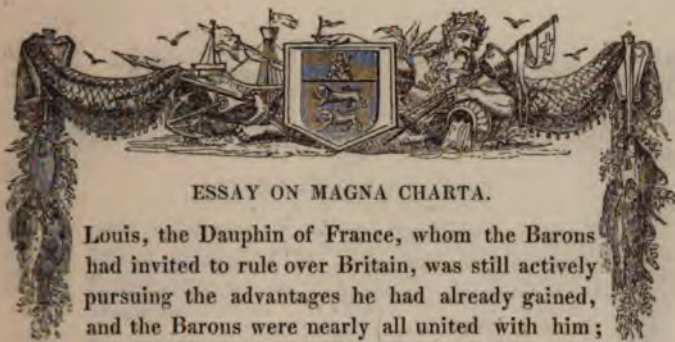 ESSAY ON MAGNA CHARTA.
Louis, the Dauphin of France, whom the Barons
had invited to rule over Britain, was still actively
pursuing the advantages he had already gained,
and the Barons were nearly all united with him;